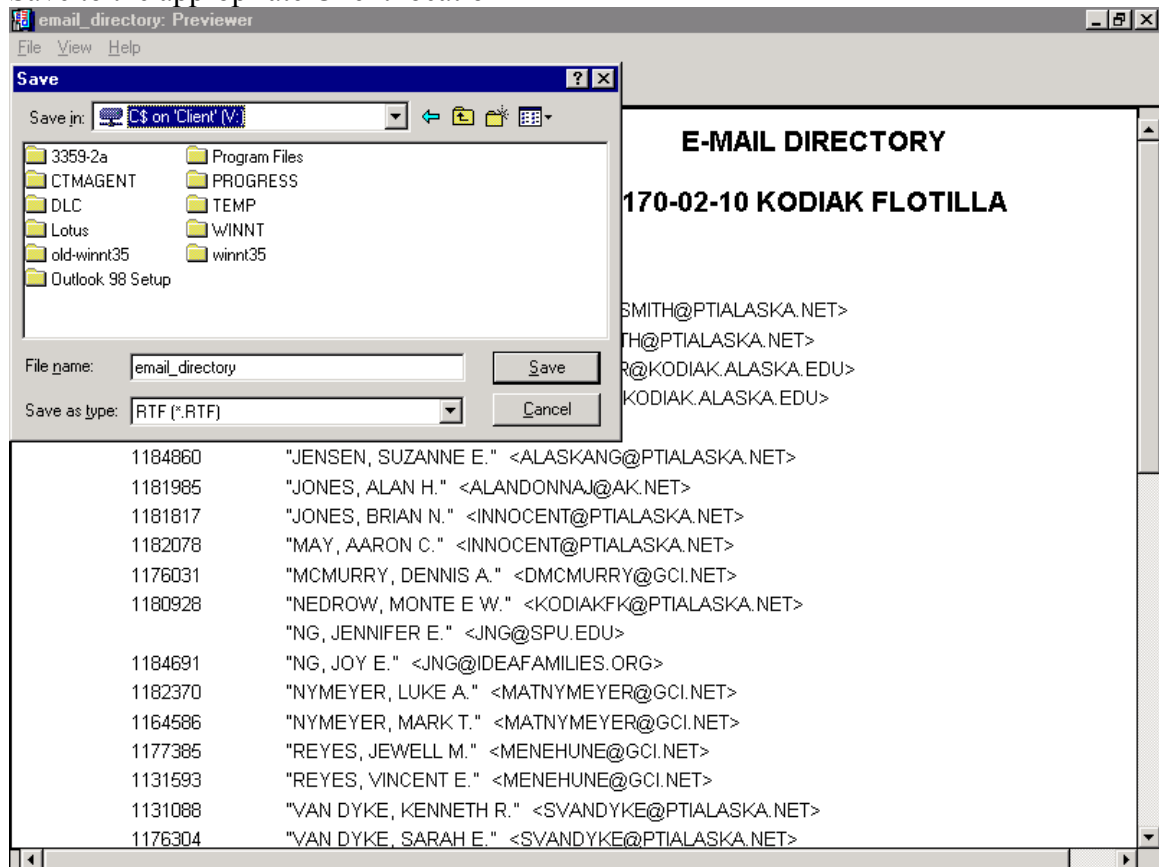 email_directory: Previewer
File View Help
Save
Save in: C$ on 'Client' (V:)
3359-2a Program Files
CTMAGENT PROGRESS
DLC TEMP
Lotus WINNT
old-winnt35 winnt35
Outlook 98 Setup
File name: email_directory Save
Save as type: RTF (*.RTF) Cancel
E-MAIL DIRECTORY
170-02-10 KODIAK FLOTILLA
SMITH@PTIALASKA.NET>
TH@PTIALASKA.NET>
R@KODIAK.ALASKA.EDU>
KODIAK.ALASKA.EDU>
1184860 "JENSEN, SUZANNE E." <ALASKANG@PTIALASKA.NET>
1181985 "JONES, ALAN H." <ALANDONNAJ@AK.NET>
1181817 "JONES, BRIAN N." <INNOCENT@PTIALASKA.NET>
1182078 "MAY, AARON C." <INNOCENT@PTIALASKA.NET>
1176031 "MCMURRY, DENNIS A." <DMCMURRY@GCI.NET>
1180928 "NEDROW, MONTE E W." <KODIAKFK@PTIALASKA.NET>
"NG, JENNIFER E." <JNG@SPU.EDU>
1184691 "NG, JOY E." <JNG@IDEAFAMILIES.ORG>
1182370 "NYMEYER, LUKE A." <MATNYMEYER@GCI.NET>
1164586 "NYMEYER, MARK T." <MATNYMEYER@GCI.NET>
1177385 "REYES, JEWELL M." <MENEHUNE@GCI.NET>
1131593 "REYES, VINCENT E." <MENEHUNE@GCI.NET>
1131088 "VAN DYKE, KENNETH R." <SVANDYKE@PTIALASKA.NET>
1176304 "VAN DYKE, SARAH E." <SVANDYKE@PTIALASKA.NET>